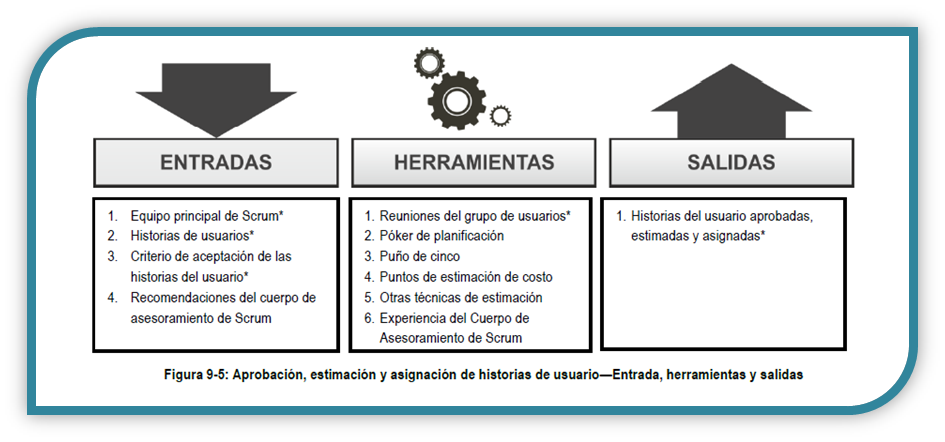 ENTRADAS
1. Equipo principal de Scrum*
2. Historias de usuarios*
3. Criterio de aceptación de las
historias del usuario*
4. Recomendaciones del cuerpo de
asesoramiento de Scrum
HERRAMIENTAS
1. Reuniones del grupo de usuarios*
2. Póker de planificación
3. Puño de cinco
4. Puntos de estimación de costo
5. Otras técnicas de estimación
6. Experiencia del Cuerpo de
Asesoramiento de Scrum
SALIDAS
1. Historias del usuario aprobadas,
estimadas y asignadas*
Figura 9-5: Aprobación, estimación y asignación de historias de usuario—Entrada, herramientas y salidas